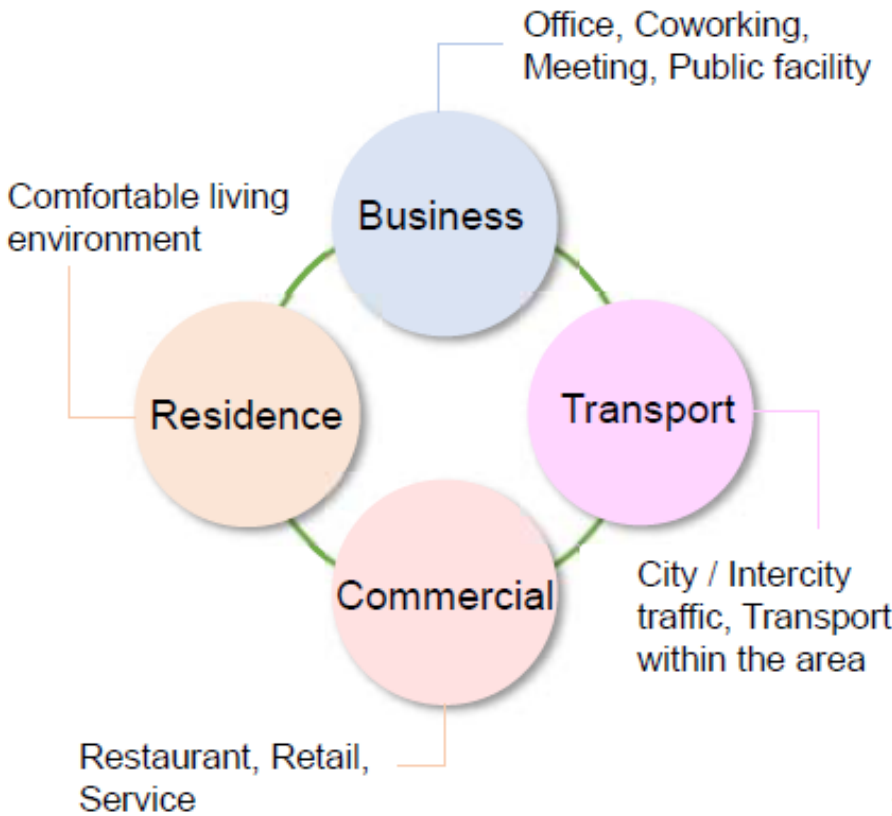 Office, Coworking,
Meeting, Public facility
Comfortable living
environment
Business
Residence
Transport
Commercial
City / Intercity
traffic, Transport
within the area
Restaurant, Retail,
Service